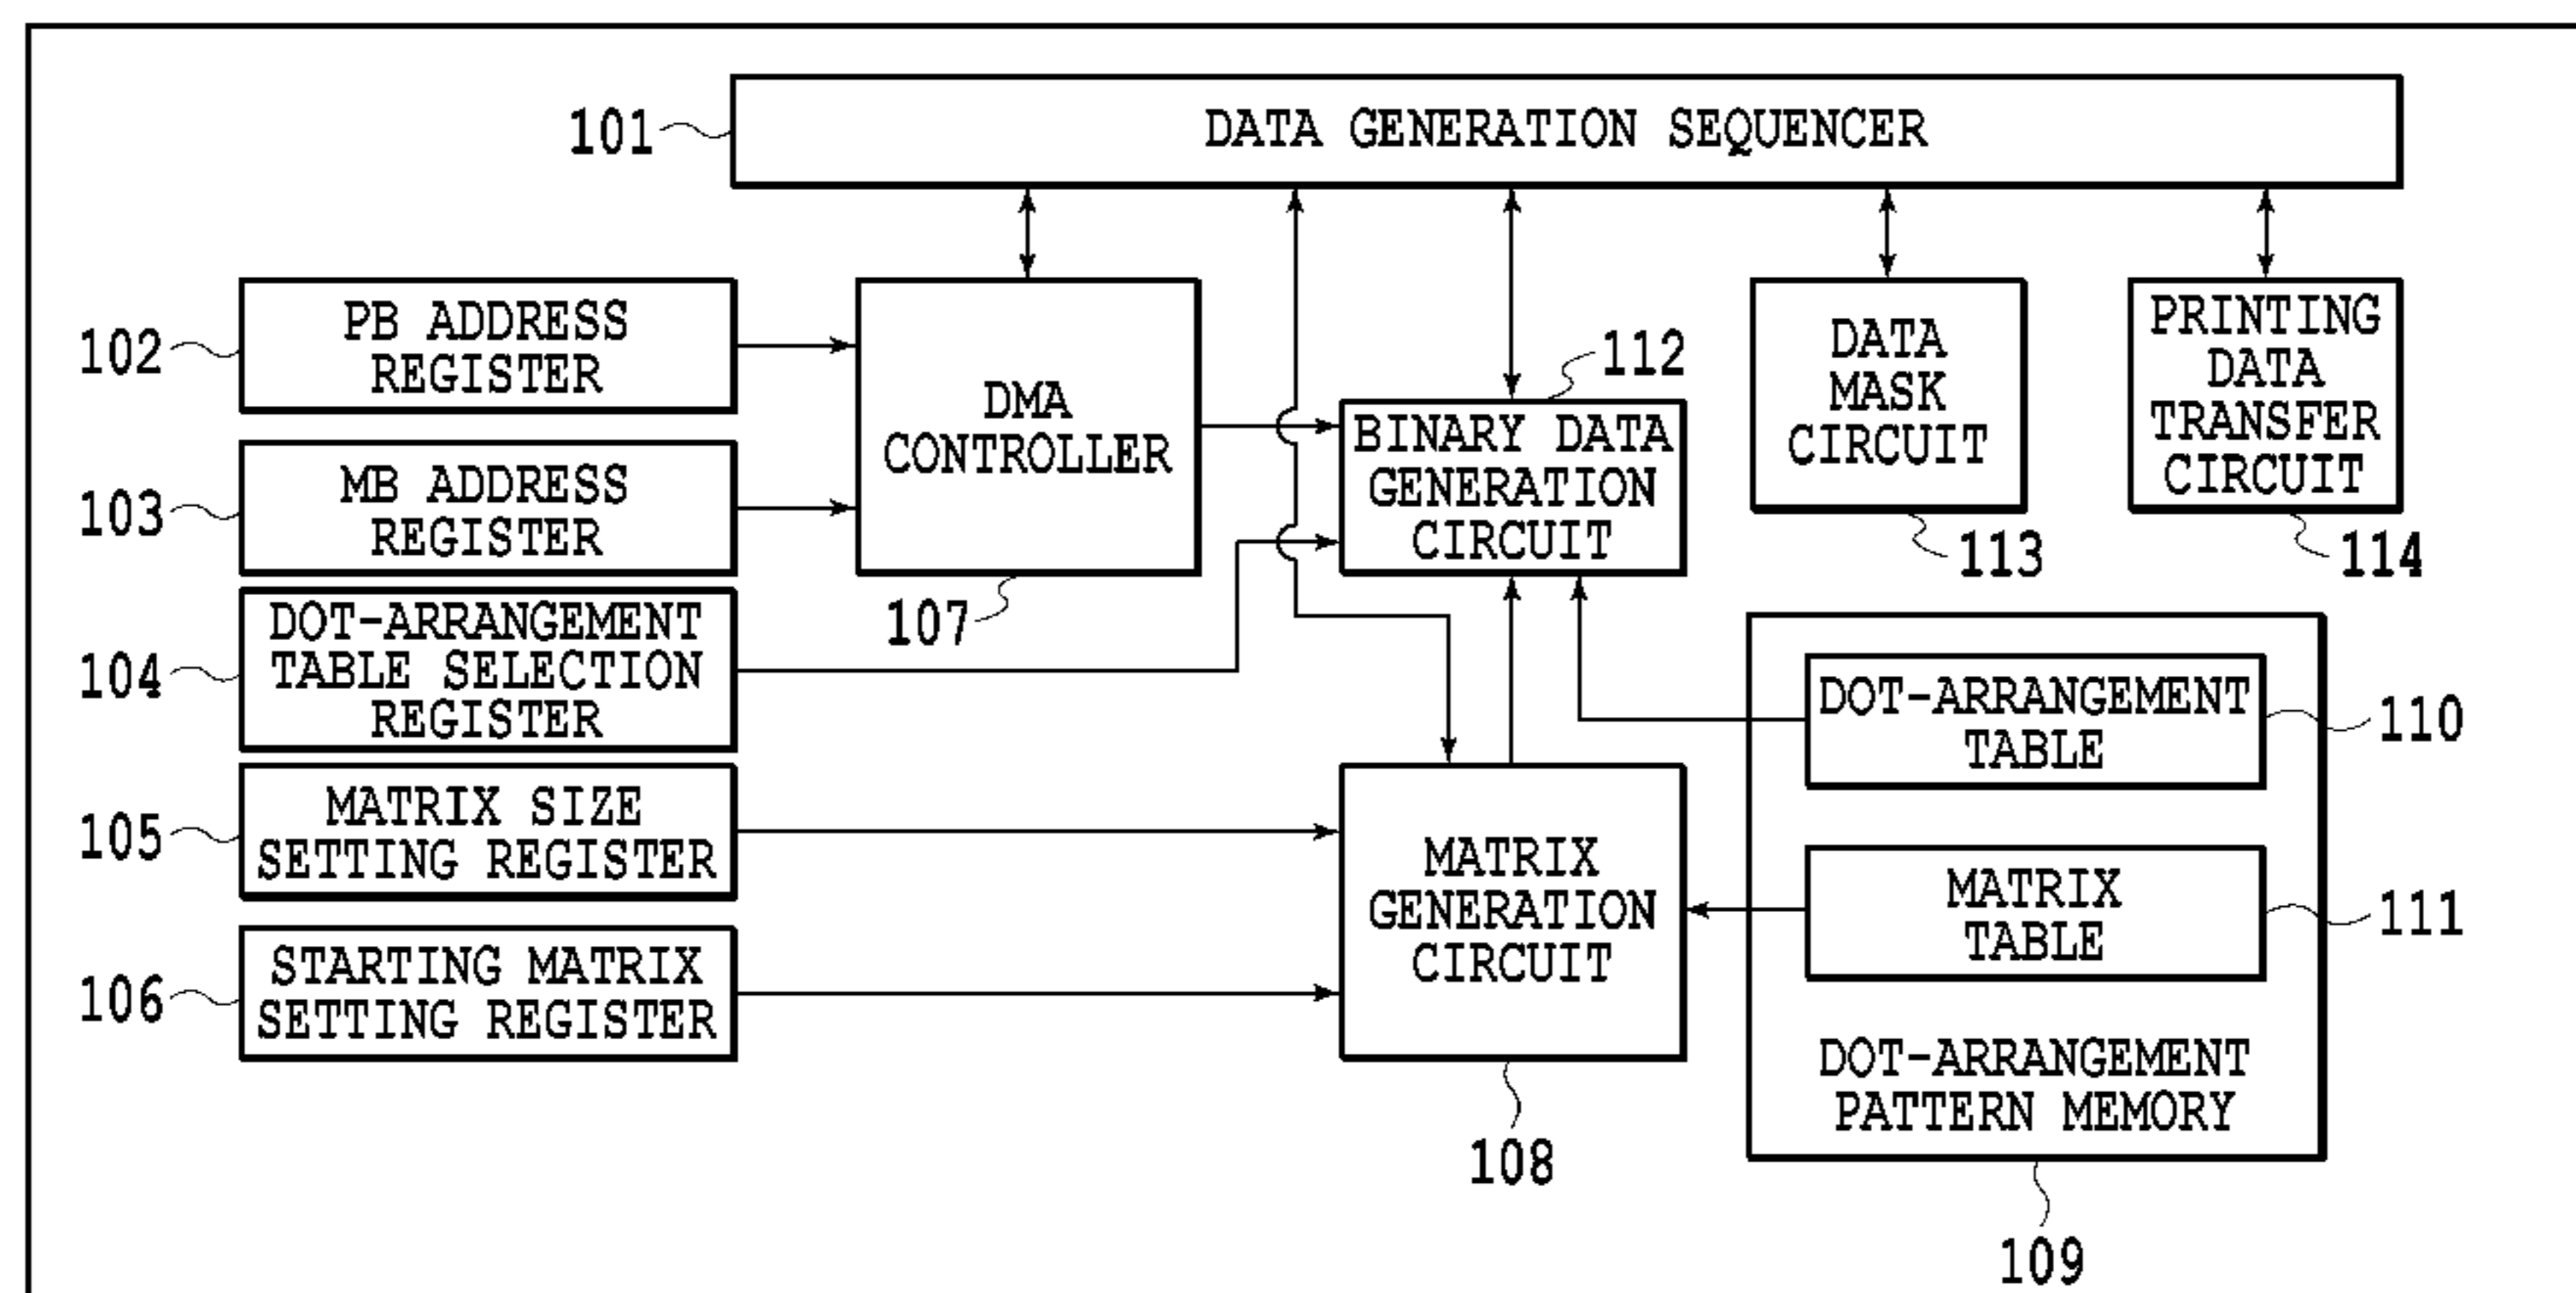 101
DATA GENERATION SEQUENCER
102
PB ADDRESS
REGISTER
103
MB ADDRESS
REGISTER
104
DOT-ARRANGEMENT
TABLE SELECTION
REGISTER
105
MATRIX SIZE
SETTING REGISTER
106
STARTING MATRIX
SETTING REGISTER
DMA
CONTROLLER
107
112
BINARY DATA
GENERATION
CIRCUIT
DATA
MASK
CIRCUIT
113
PRINTING
DATA
TRANSFER
CIRCUIT
114
MATRIX
GENERATION
CIRCUIT
108
DOT-ARRANGEMENT
TABLE
110
MATRIX
TABLE
111
DOT-ARRANGEMENT
PATTERN MEMORY
109